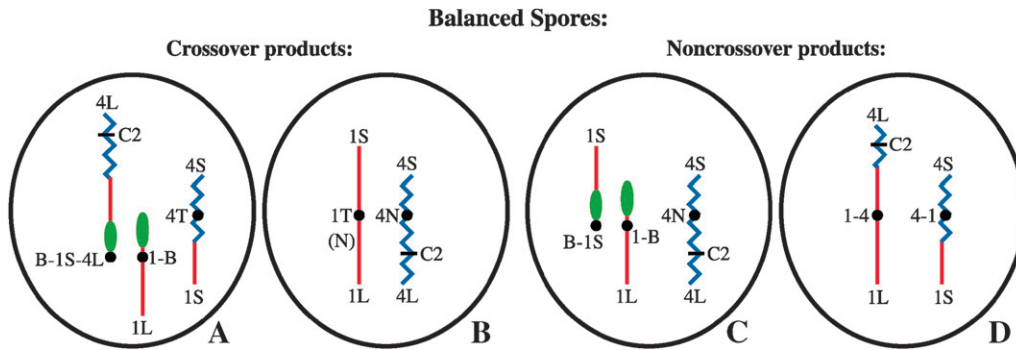 Balanced Spores:
Crossover products:
Noncrossover products:
4L
C2
4S
4T
B-1S-4L
1-B
1S
1L
A
1S
4S
1T
4N
(N)
C2
1L
4L
B
1S
4S
4N
B-1S
1-B
C2
1L
4L
C
4L
C2
4S
1-4
4-1
1L
1S
D